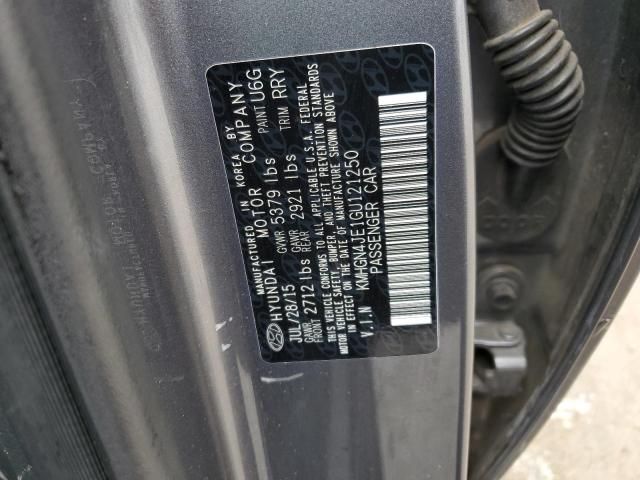 MANUFACTURED IN KOREA BY
HYUNDAI MOTOR COMPANY
JUL/28/15 GVWR 5379 lbs PAINT U6G
GAWR FRONT 2712 lbs GAWR REAR 2921 lbs TRIM RRY
THIS VEHICLE CONFORMS TO ALL APPLICABLE U.S.A. FEDERAL
MOTOR VEHICLE SAFETY, BUMPER, AND THEFT PREVENTION STANDARDS
IN EFFECT ON THE DATE OF MANUFACTURE SHOWN ABOVE
V.I.N KMHGN4JE1GU121250
PASSENGER CAR